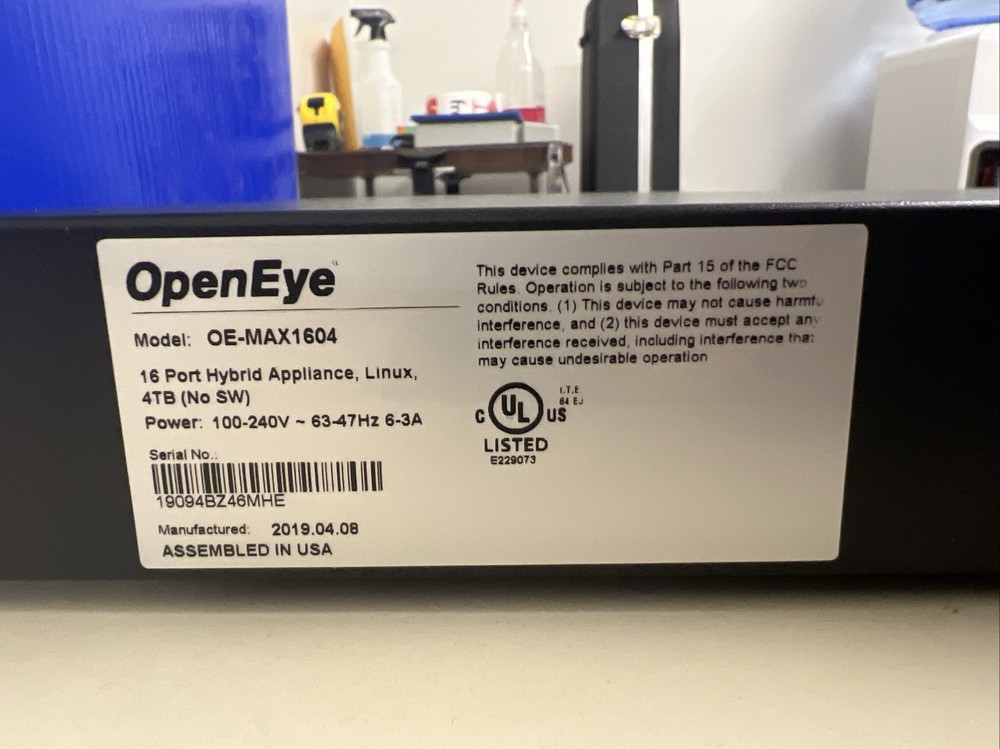 OpenEye
Model: OE-MAX1604
16 Port Hybrid Appliance, Linux,
4TB (No SW)
Power: 100-240V ~ 63-47Hz 6-3A
Serial No.:
19094BZ46MHE
Manufactured: 2019.04.08
ASSEMBLED IN USA
This device complies with Part 15 of the FCC
Rules. Operation is subject to the following two
conditions. (1) This device may not cause harmfu
interference, and (2) this device must accept any
interference received, including interference that
may cause undesirable operation
I.T.E
64 EJ
C UL US
LISTED
E229073